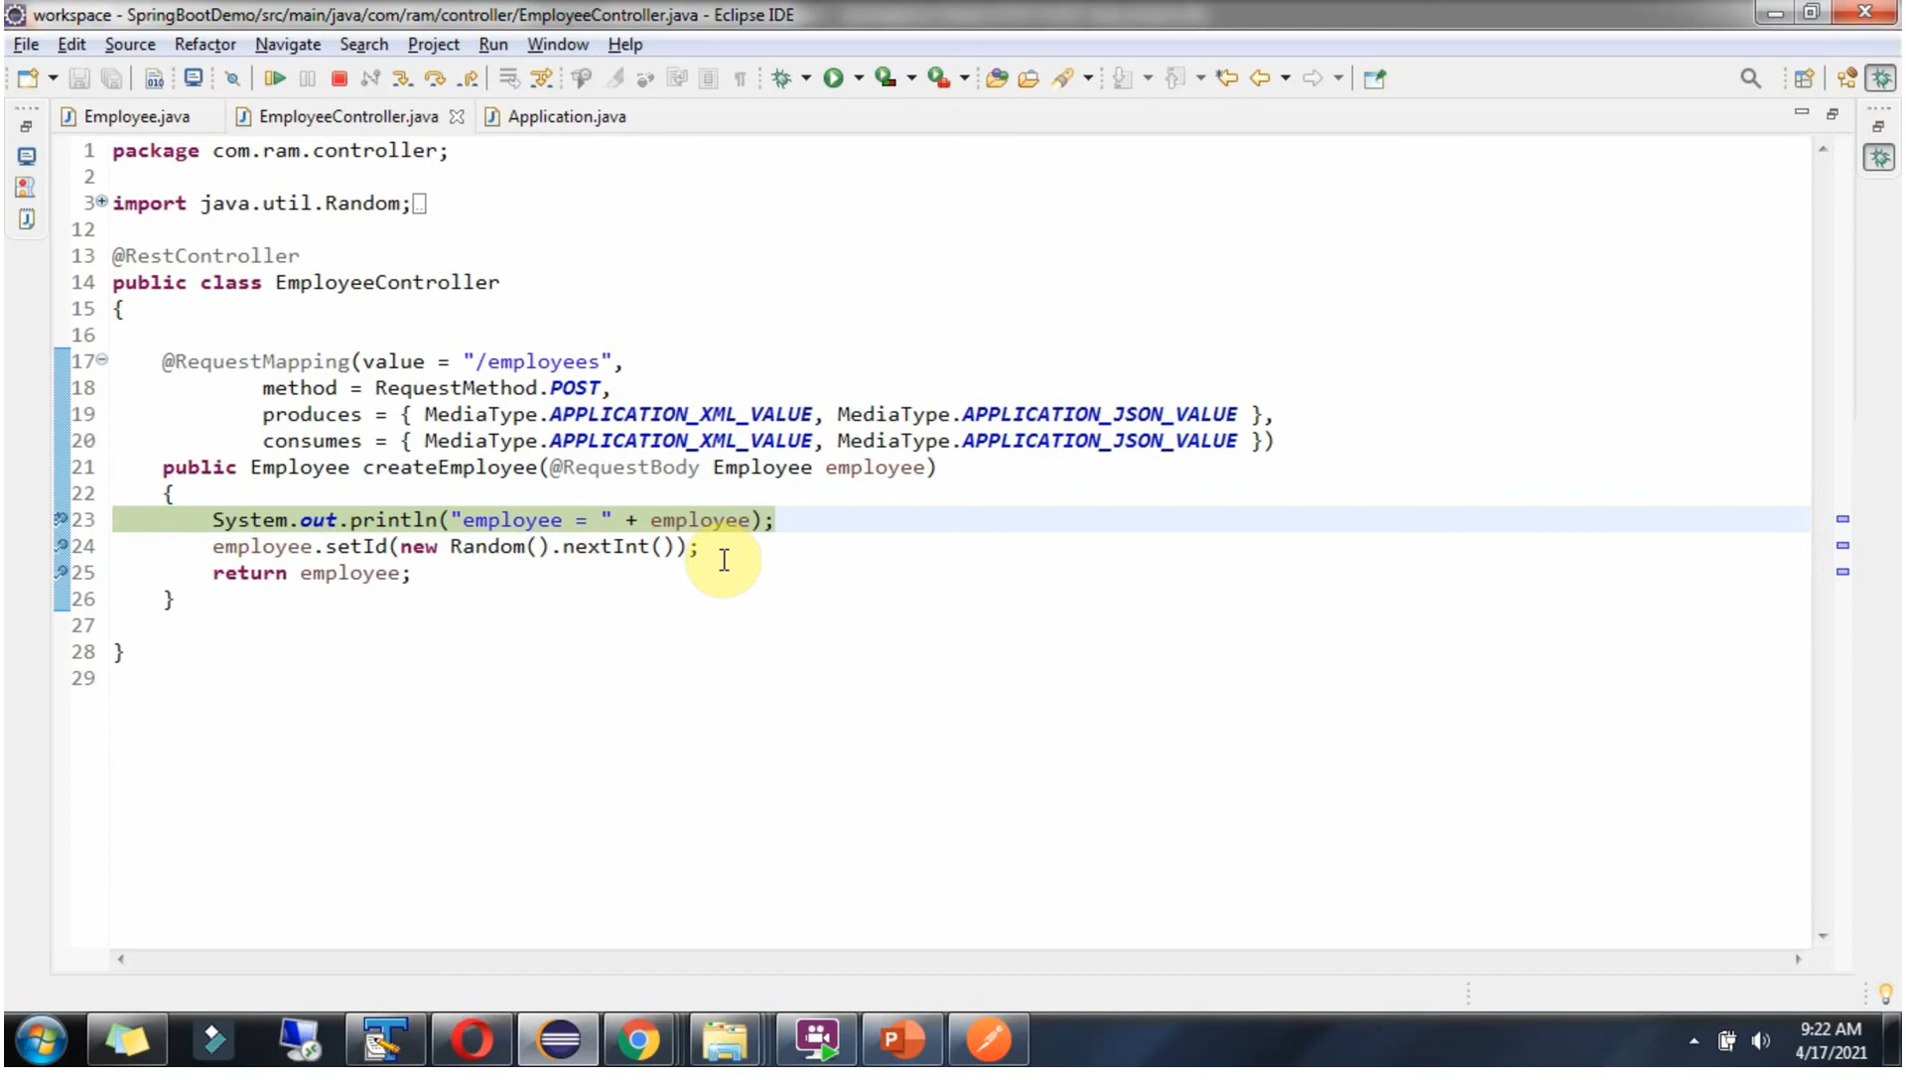 workspace - SpringBootDemo/src/main/java/com/ram/controller/EmployeeController.java - Eclipse IDE
File Edit Source Refactor Navigate Search Project Run Window Help
Employee.java EmployeeController.java Application.java
1 package com.ram.controller;
2
3 import java.util.Random;
12
13 @RestController
14 public class EmployeeController
15 {
16
17 @RequestMapping(value = "/employees",
18 method = RequestMethod.POST,
19 produces = { MediaType.APPLICATION_XML_VALUE, MediaType.APPLICATION_JSON_VALUE },
20 consumes = { MediaType.APPLICATION_XML_VALUE, MediaType.APPLICATION_JSON_VALUE })
21 public Employee createEmployee(@RequestBody Employee employee)
22 {
23 System.out.println("employee = " + employee);
24 employee.setId(new Random().nextInt());
25 return employee;
26 }
27
28 }
29
9:22 AM
4/17/2021